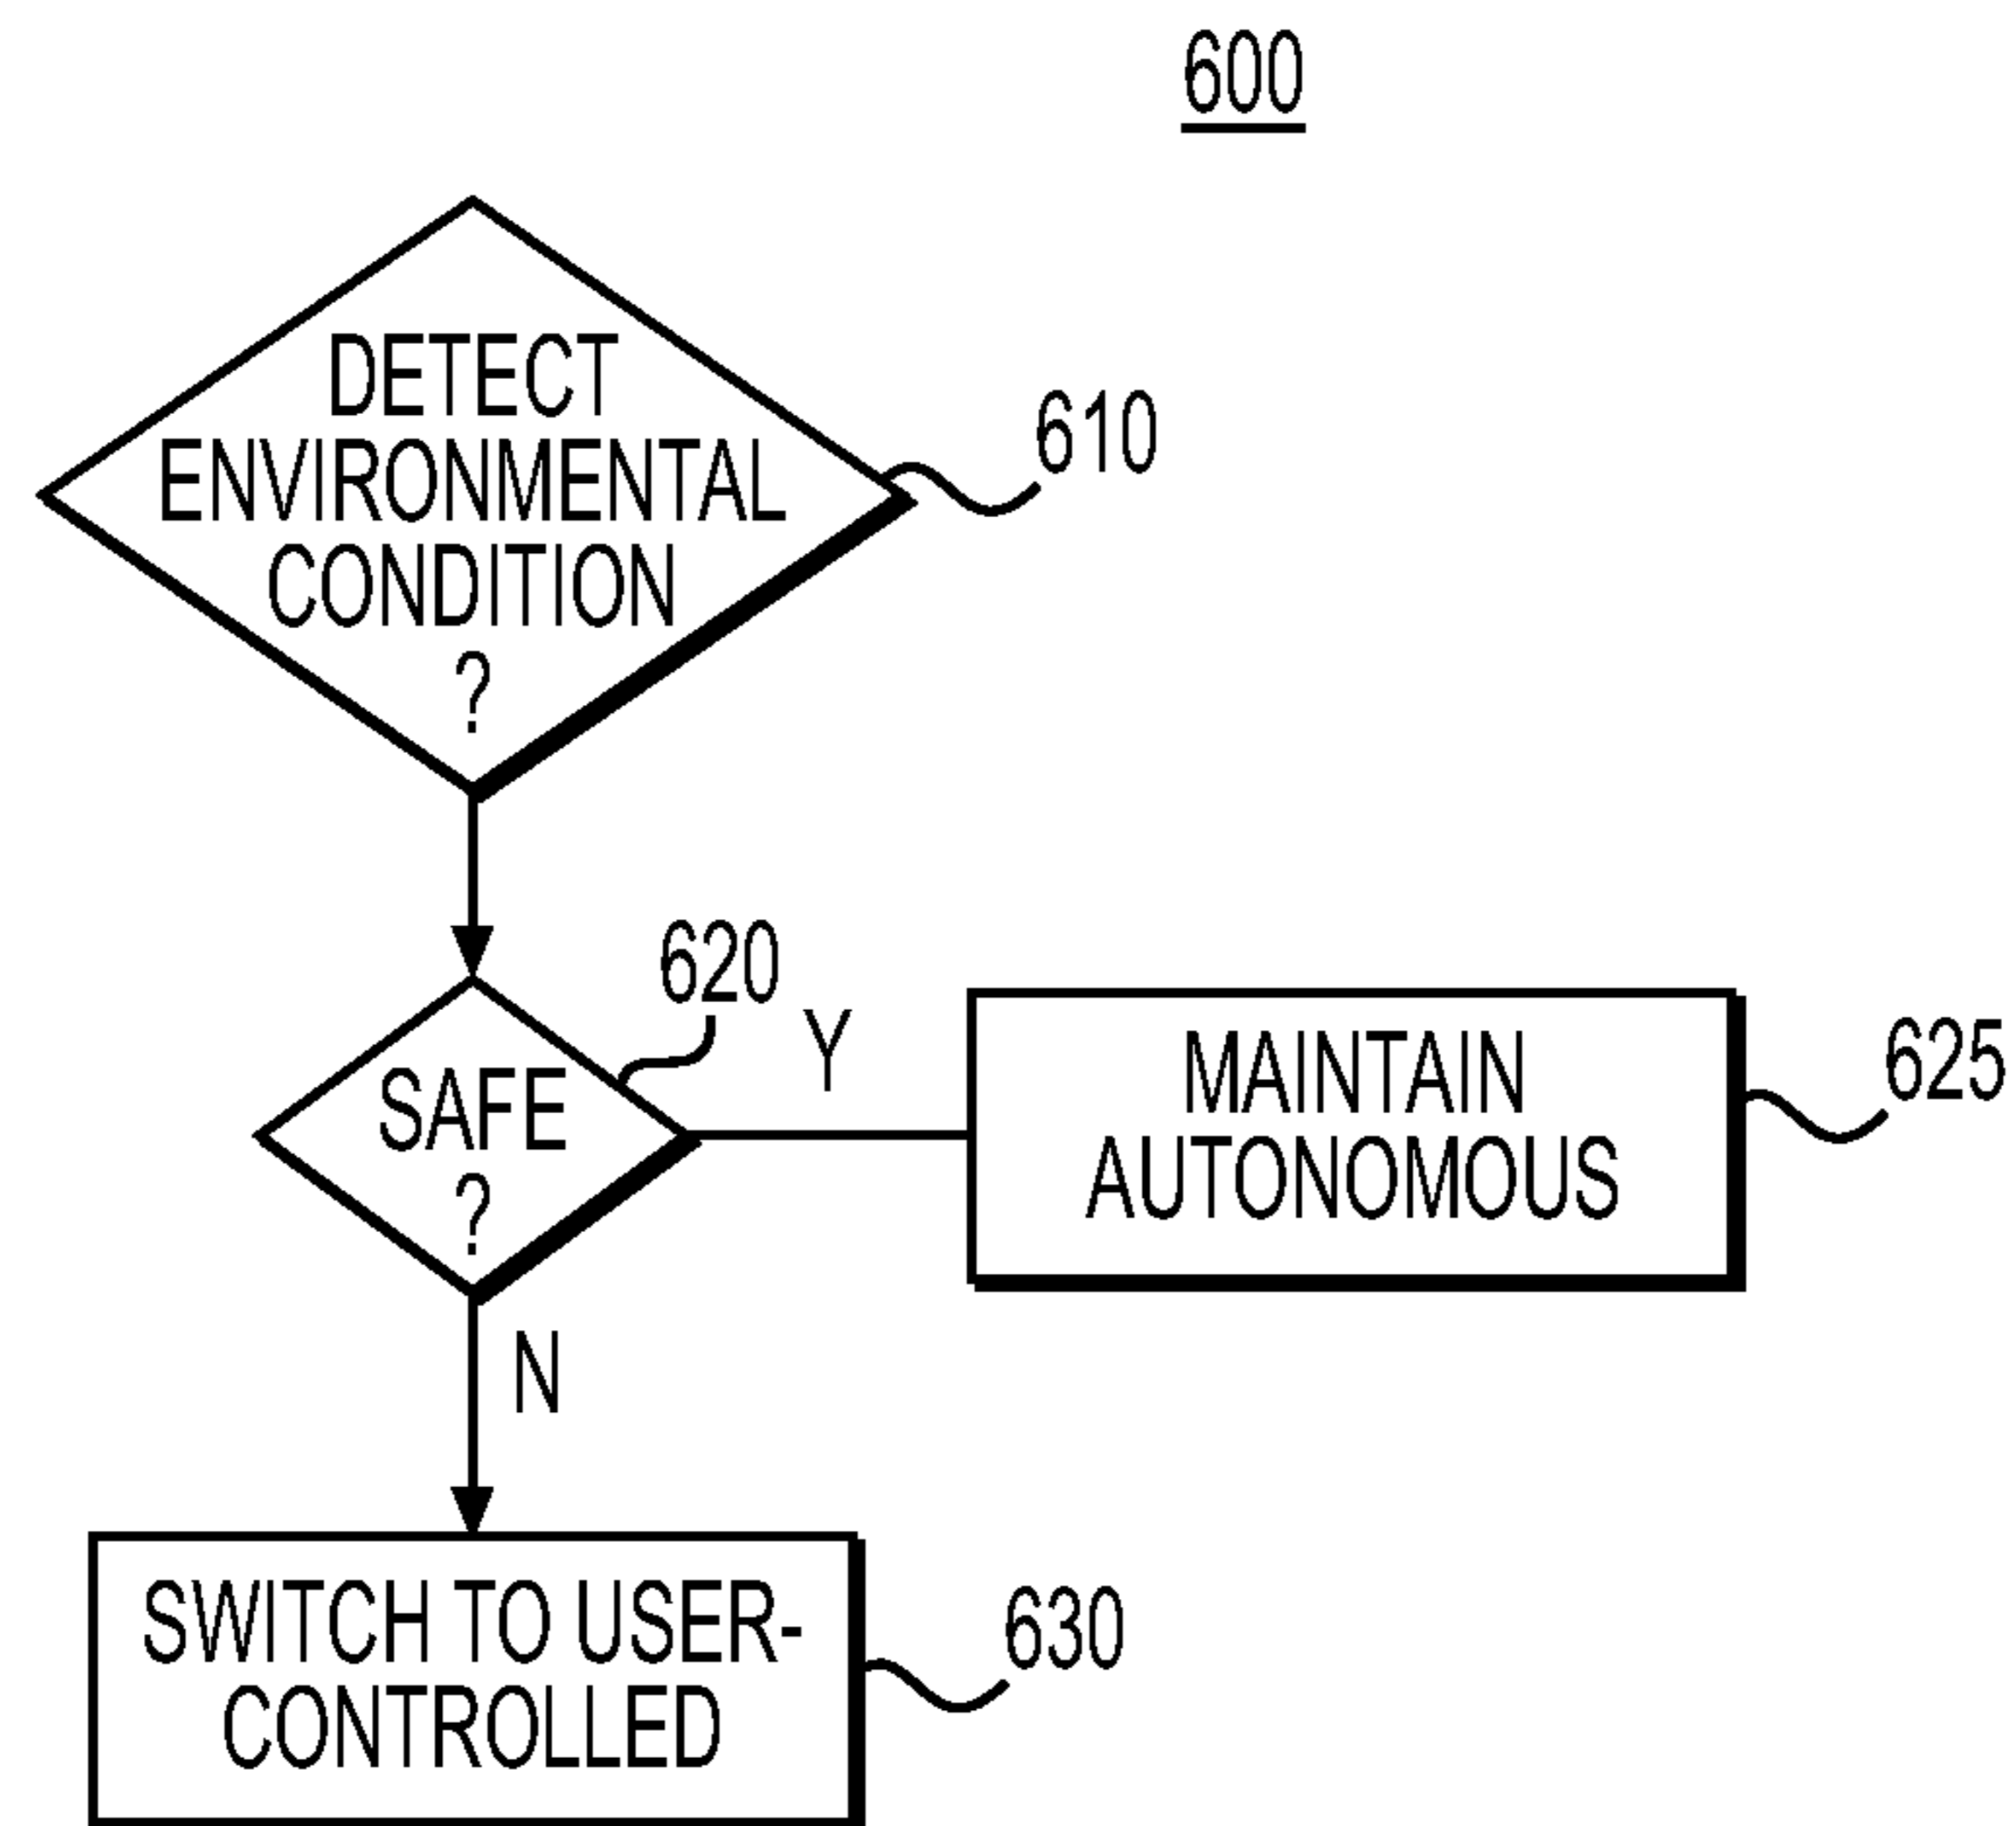 600
DETECT
ENVIRONMENTAL
CONDITION
?
610
620
SAFE
?
Y
MAINTAIN
AUTONOMOUS
625
N
SWITCH TO USER-
CONTROLLED
630